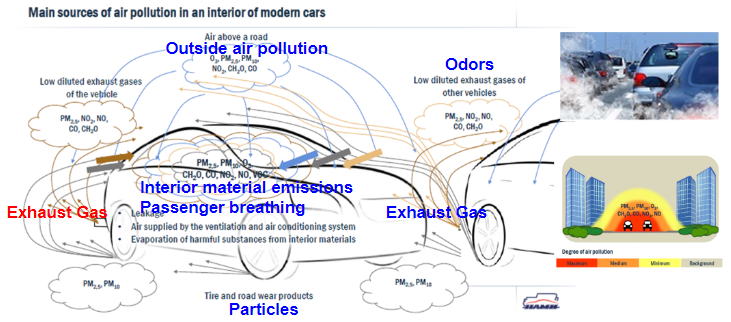 Main sources of air pollution in an interior of modern cars
Air above a road
Outside air pollution
O₃, PM₂.₅, PM₁₀,
NO₂, CH₂O, CO
Odors
Low diluted exhaust gases
of the vehicle
Low diluted exhaust gases of
other vehicles
PM₂.₅, NO₂, NO,
CO, CH₂O
PM₂.₅, NO₂, NO,
CO, CH₂O
PM₂.₅, PM₁₀, O₃,
CH₂O, CO, NO₂, NO, VOC
Interior material emissions
Passenger breathing
Exhaust Gas
Exhaust Gas
• Leakage
• Air supplied by the ventilation and air conditioning system
• Evaporation of harmful substances from interior materials
PM₂.₅, PM₁₀
PM₂.₅, PM₁₀
Tire and road wear products
Particles
PM₂.₅, PM₁₀, O₃,
CH₂O, CO, NO₂, NO
Degree of air pollution
Maximum Medium Minimum Background